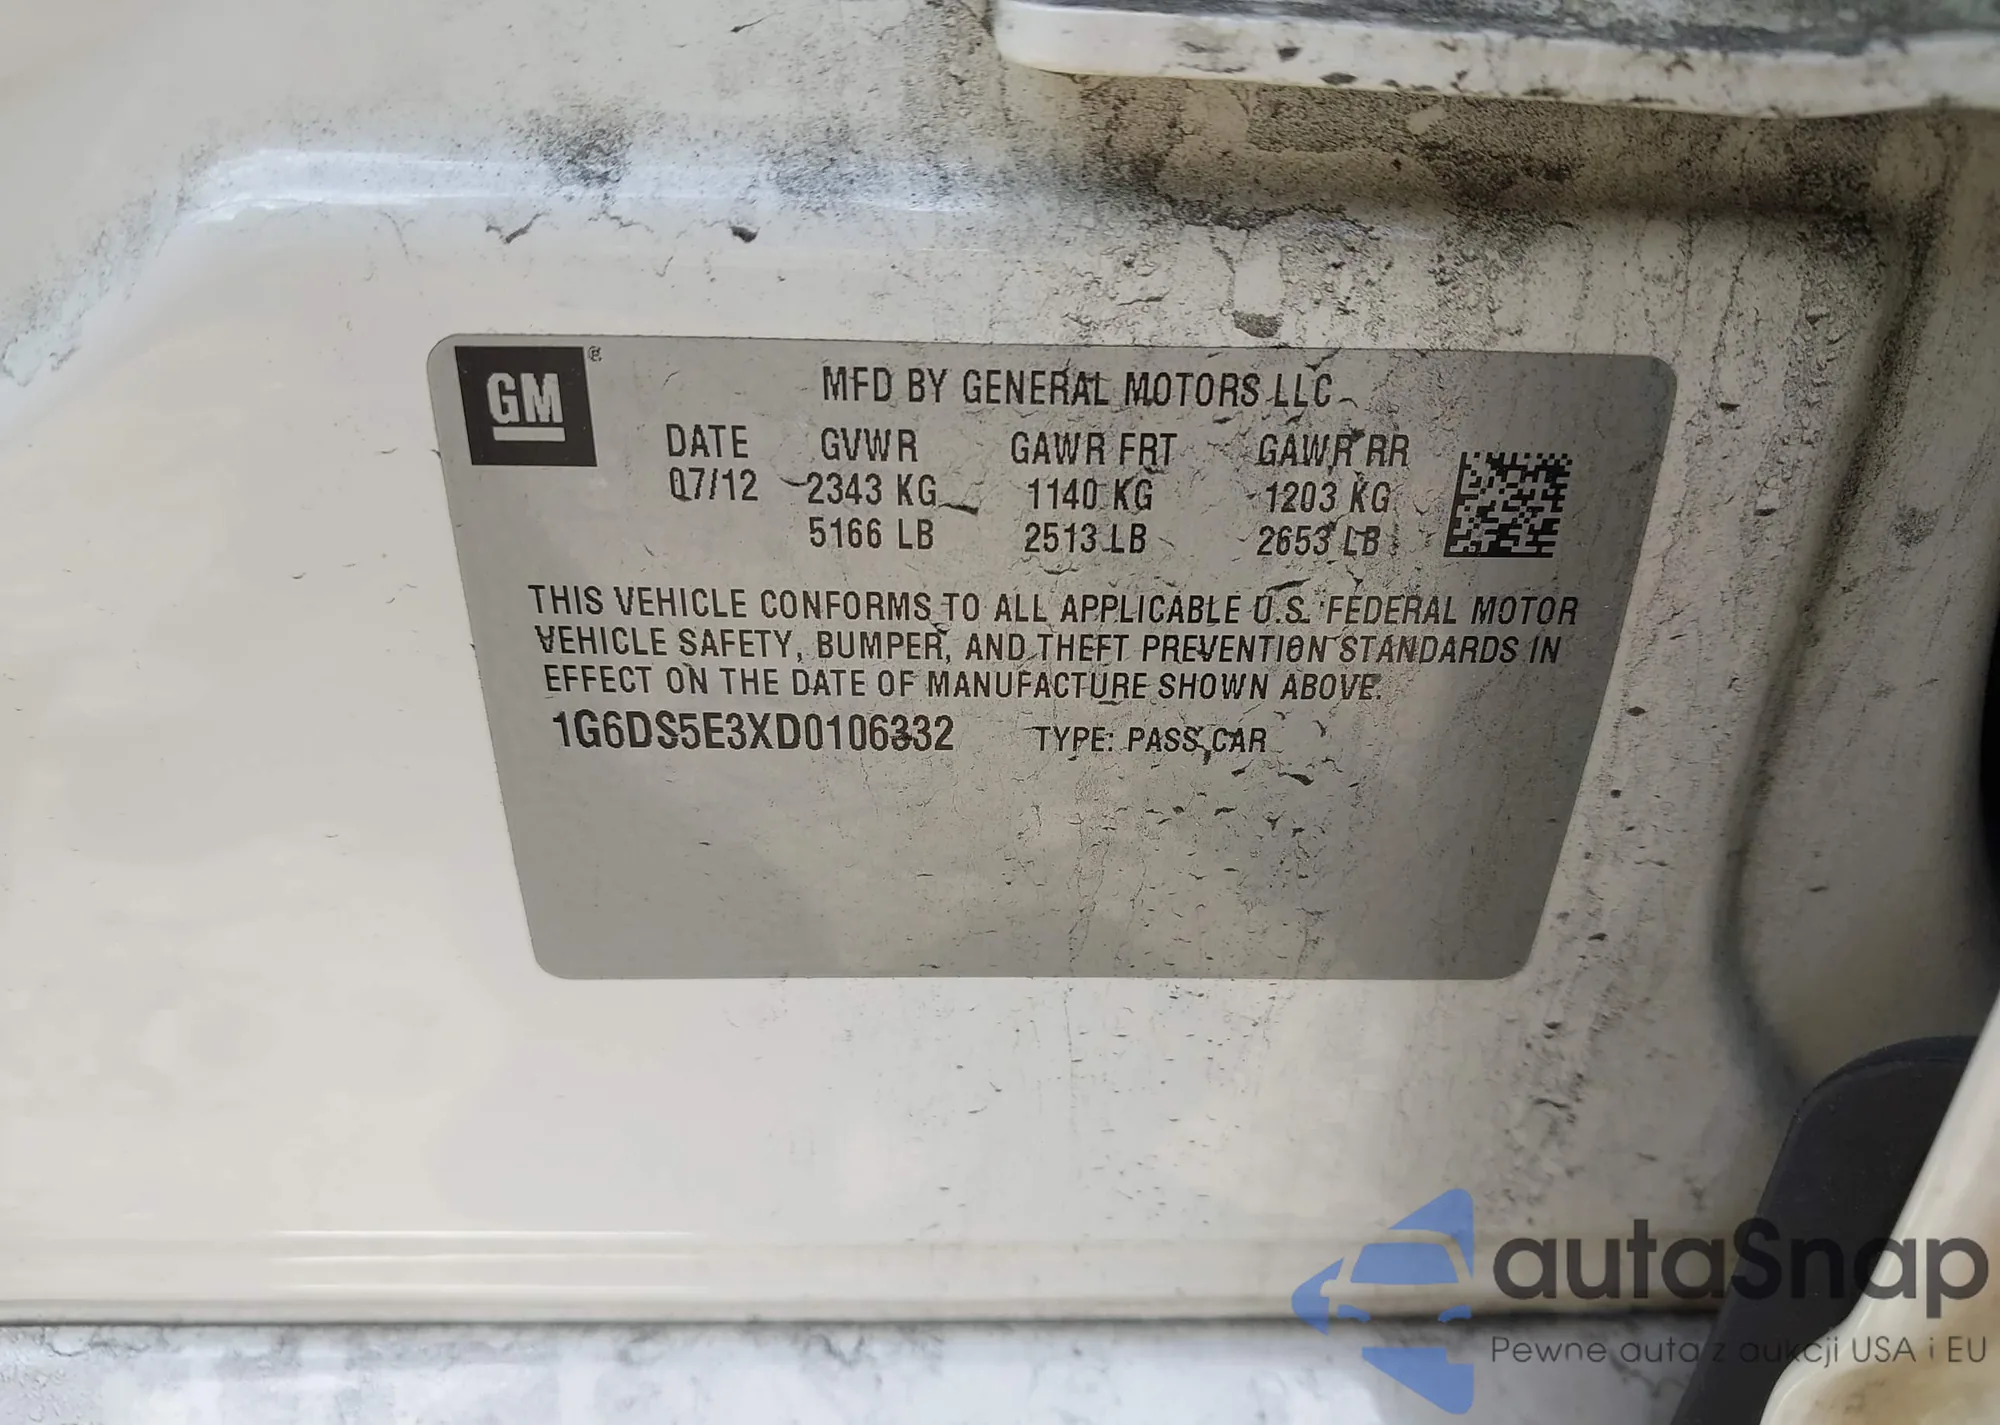 GM®
MFD BY GENERAL MOTORS LLC
DATE GVWR GAWR FRT GAWR RR
07/12 2343 KG 1140 KG 1203 KG
5166 LB 2513 LB 2653 LB
THIS VEHICLE CONFORMS TO ALL APPLICABLE U.S. FEDERAL MOTOR
VEHICLE SAFETY, BUMPER, AND THEFT PREVENTION STANDARDS IN
EFFECT ON THE DATE OF MANUFACTURE SHOWN ABOVE.
1G6DS5E3XD0106332 TYPE: PASS CAR
autaSnap
Pewne auta z aukcji USA i EU